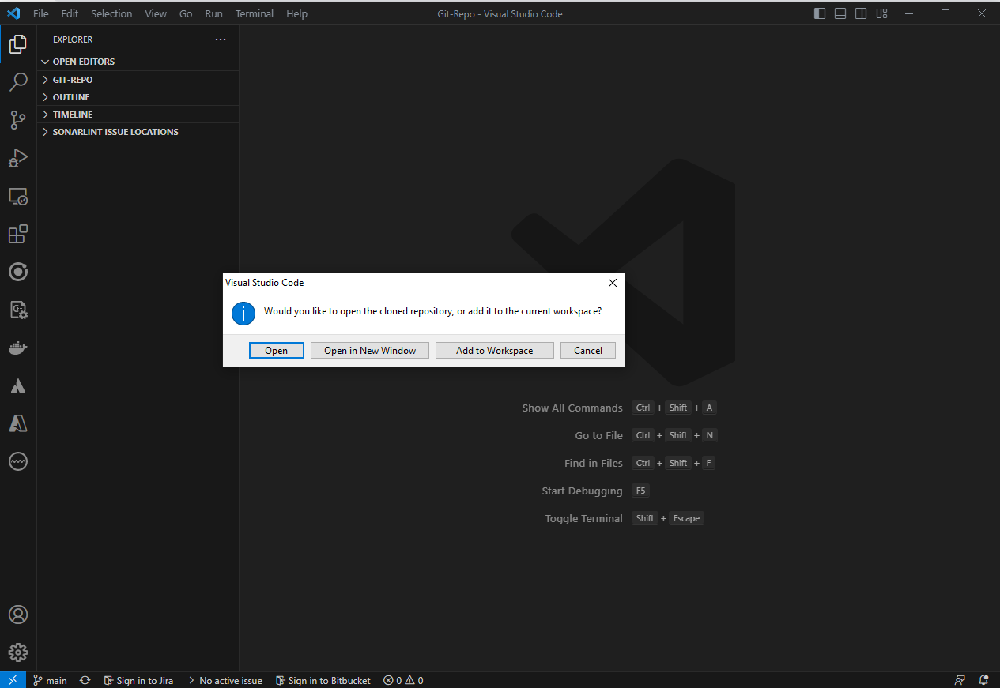 File Edit Selection View Go Run Terminal Help Git-Repo - Visual Studio Code
EXPLORER
OPEN EDITORS
GIT-REPO
OUTLINE
TIMELINE
SONARLINT ISSUE LOCATIONS
Visual Studio Code
Would you like to open the cloned repository, or add it to the current workspace?
Open Open in New Window Add to Workspace Cancel
Show All Commands Ctrl + Shift + A
Go to File Ctrl + Shift + N
Find in Files Ctrl + Shift + F
Start Debugging F5
Toggle Terminal Shift + Escape
main Sign in to Jira No active issue Sign in to Bitbucket 0 0